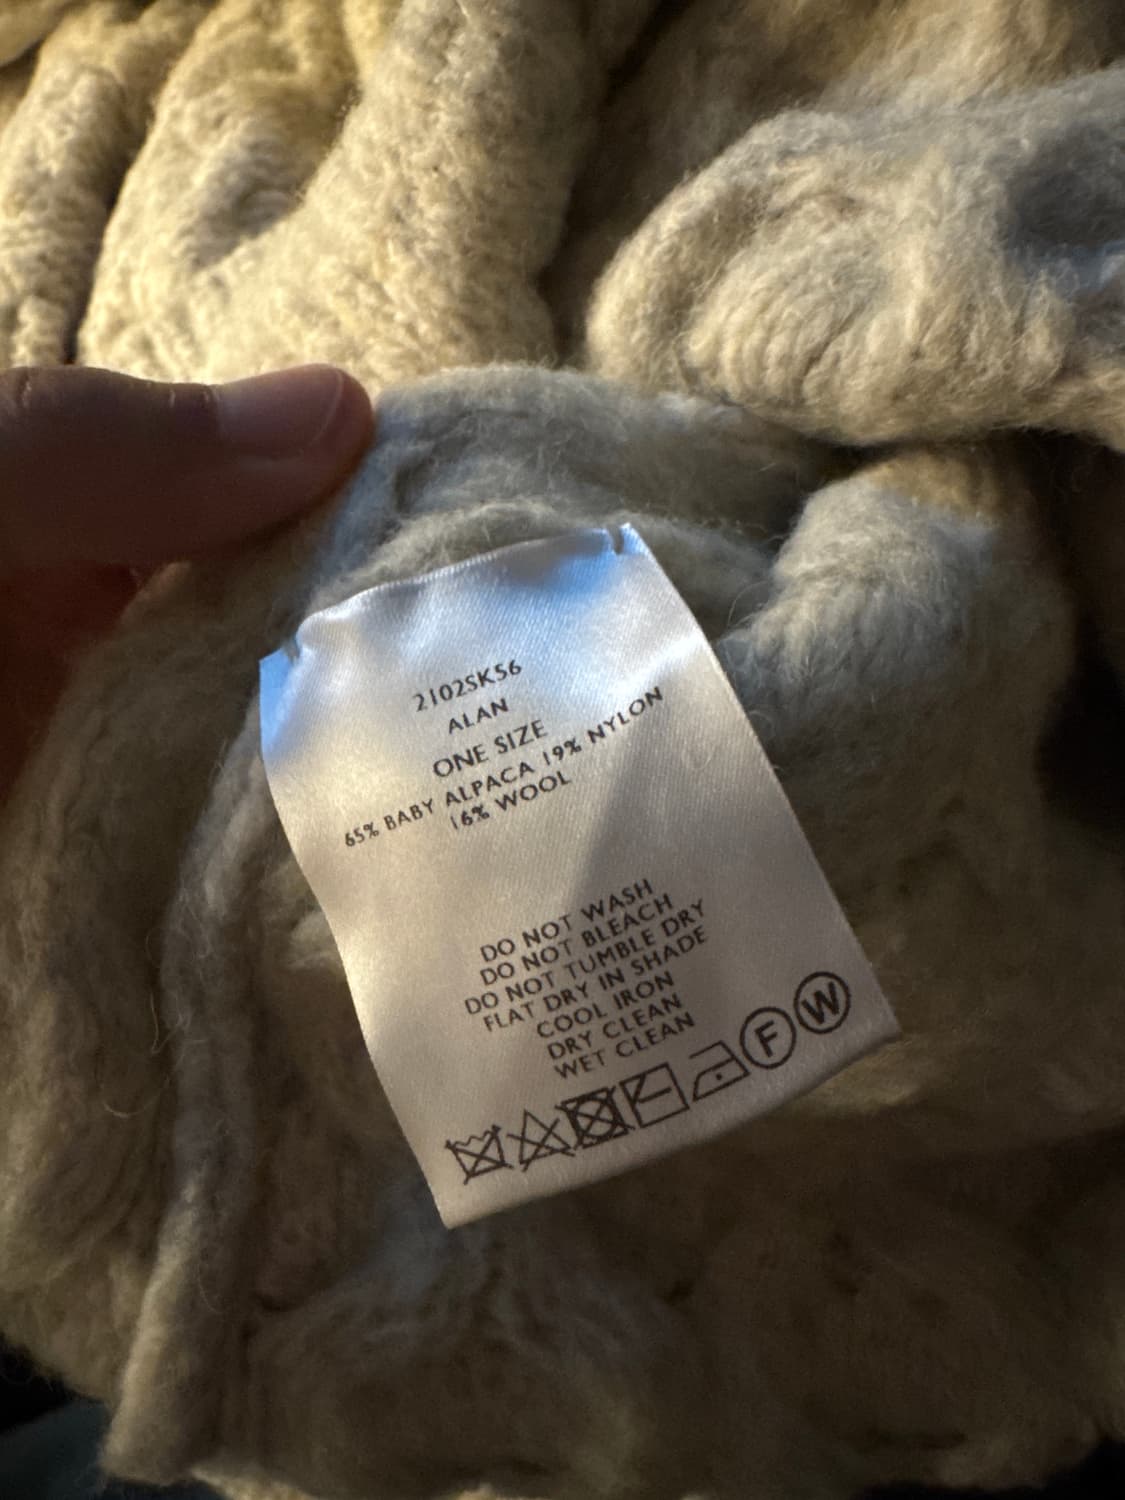 2102SK56
ALAN
ONE SIZE
65% BABY ALPACA 19% NYLON
16% WOOL
DO NOT WASH
DO NOT BLEACH
DO NOT TUMBLE DRY
FLAT DRY IN SHADE
COOL IRON
DRY CLEAN
WET CLEAN
F W